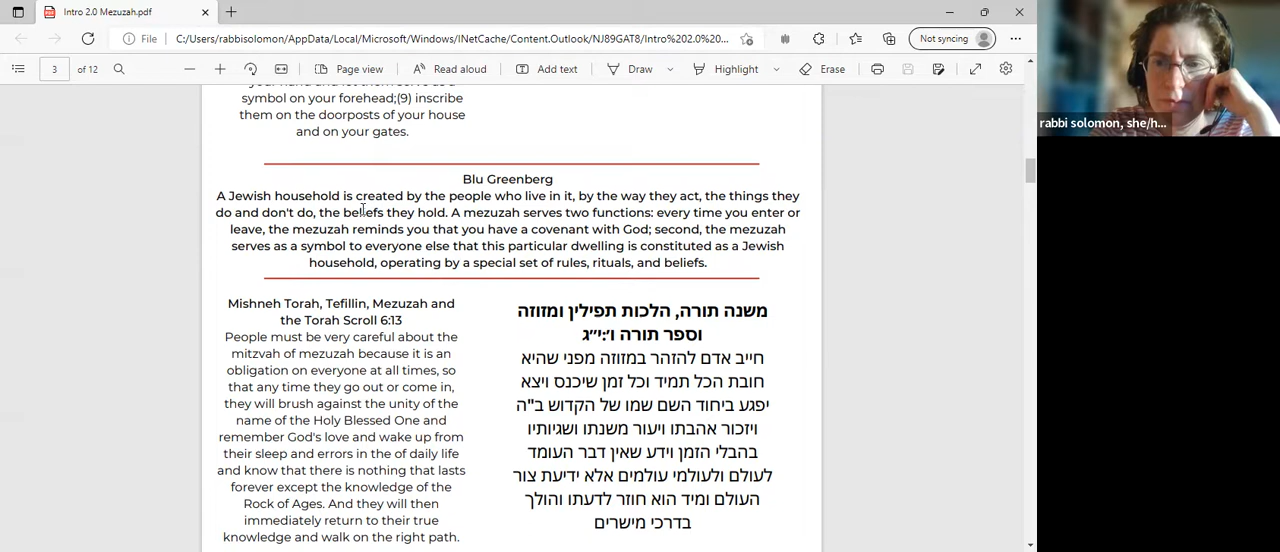 Intro 2.0 Mezuzah.pdf
File
C:/Users/rabbisolomon/AppData/Local/Microsoft/Windows/INetCache/Content.Outlook/NJ89GAT8/Intro%202.0%20...
Not syncing
3 of 12
Page view
Read aloud
Add text
Draw
Highlight
Erase
rabbi solomon, she/h...
symbol on your forehead;(9) inscribe
them on the doorposts of your house
and on your gates.
Blu Greenberg
A Jewish household is created by the people who live in it, by the way they act, the things they
do and don't do, the beliefs they hold. A mezuzah serves two functions: every time you enter or
leave, the mezuzah reminds you that you have a covenant with God; second, the mezuzah
serves as a symbol to everyone else that this particular dwelling is constituted as a Jewish
household, operating by a special set of rules, rituals, and beliefs.
Mishneh Torah, Tefillin, Mezuzah and
the Torah Scroll 6:13
People must be very careful about the
mitzvah of mezuzah because it is an
obligation on everyone at all times, so
that any time they go out or come in,
they will brush against the unity of the
name of the Holy Blessed One and
remember God's love and wake up from
their sleep and errors in the of daily life
and know that there is nothing that lasts
forever except the knowledge of the
Rock of Ages. And they will then
immediately return to their true
knowledge and walk on the right path.
משנה תורה, הלכות תפילין ומזוזה
וספר תורה ו׳:י״ג
חייב אדם להזהר במזוזה מפני שהיא
חובת הכל תמיד וכל זמן שיכנס ויצא
יפגע ביחוד השם שמו של הקדוש ב"ה
ויזכור אהבתו ויעור משנתו ושגיותיו
בהבלי הזמן וידע שאין דבר העומד
לעולם ולעולמי עולמים אלא ידיעת צור
העולם ומיד הוא חוזר לדעתו והולך
בדרכי מישרים